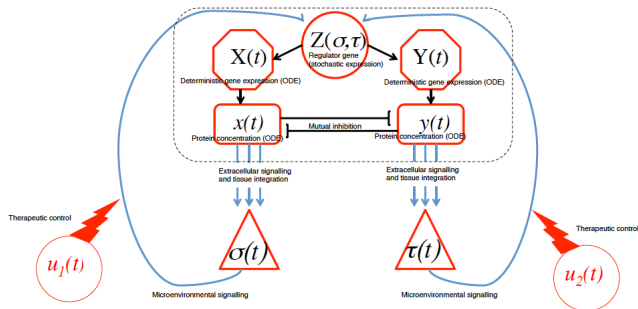 Z(σ,τ)
Regulator gene
(stochastic expression)
X(t)
Y(t)
Deterministic gene expression (ODE)
Deterministic gene expression (ODE)
x(t)
y(t)
Mutual inhibition
Protein concentration (ODE)
Protein concentration (ODE)
Extracellular signalling
and tissue integration
Extracellular signalling
and tissue integration
Therapeutic control
Therapeutic control
σ(t)
τ(t)
u₁(t)
u₂(t)
Microenvironmental signalling
Microenvironmental signalling